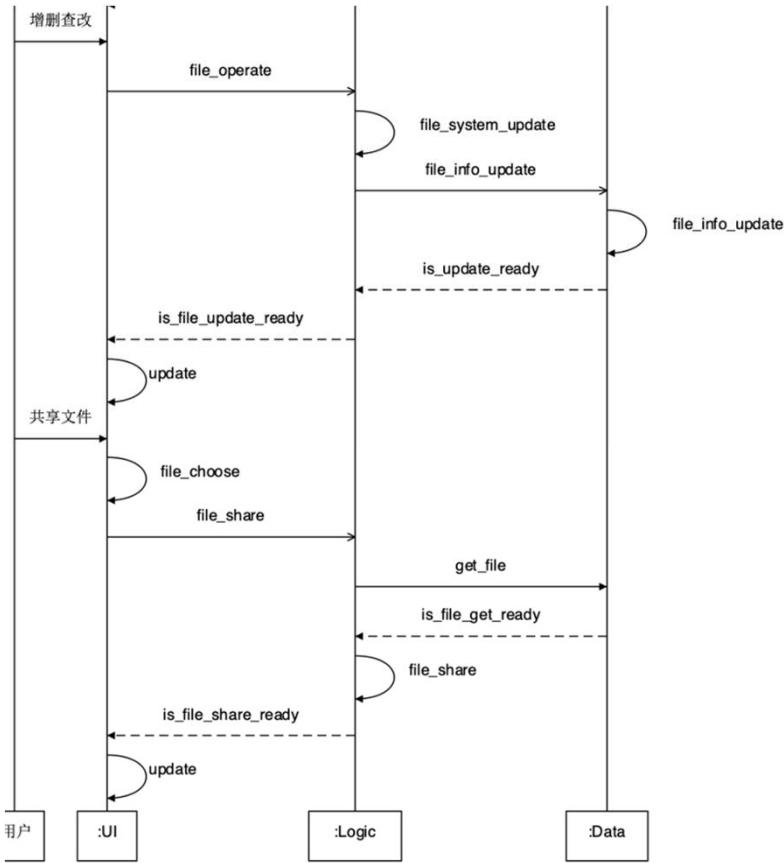 增删查改
file_operate
file_system_update
file_info_update
file_info_update
is_update_ready
is_file_update_ready
update
共享文件
file_choose
file_share
get_file
is_file_get_ready
file_share
is_file_share_ready
update
用户
:UI
:Logic
:Data